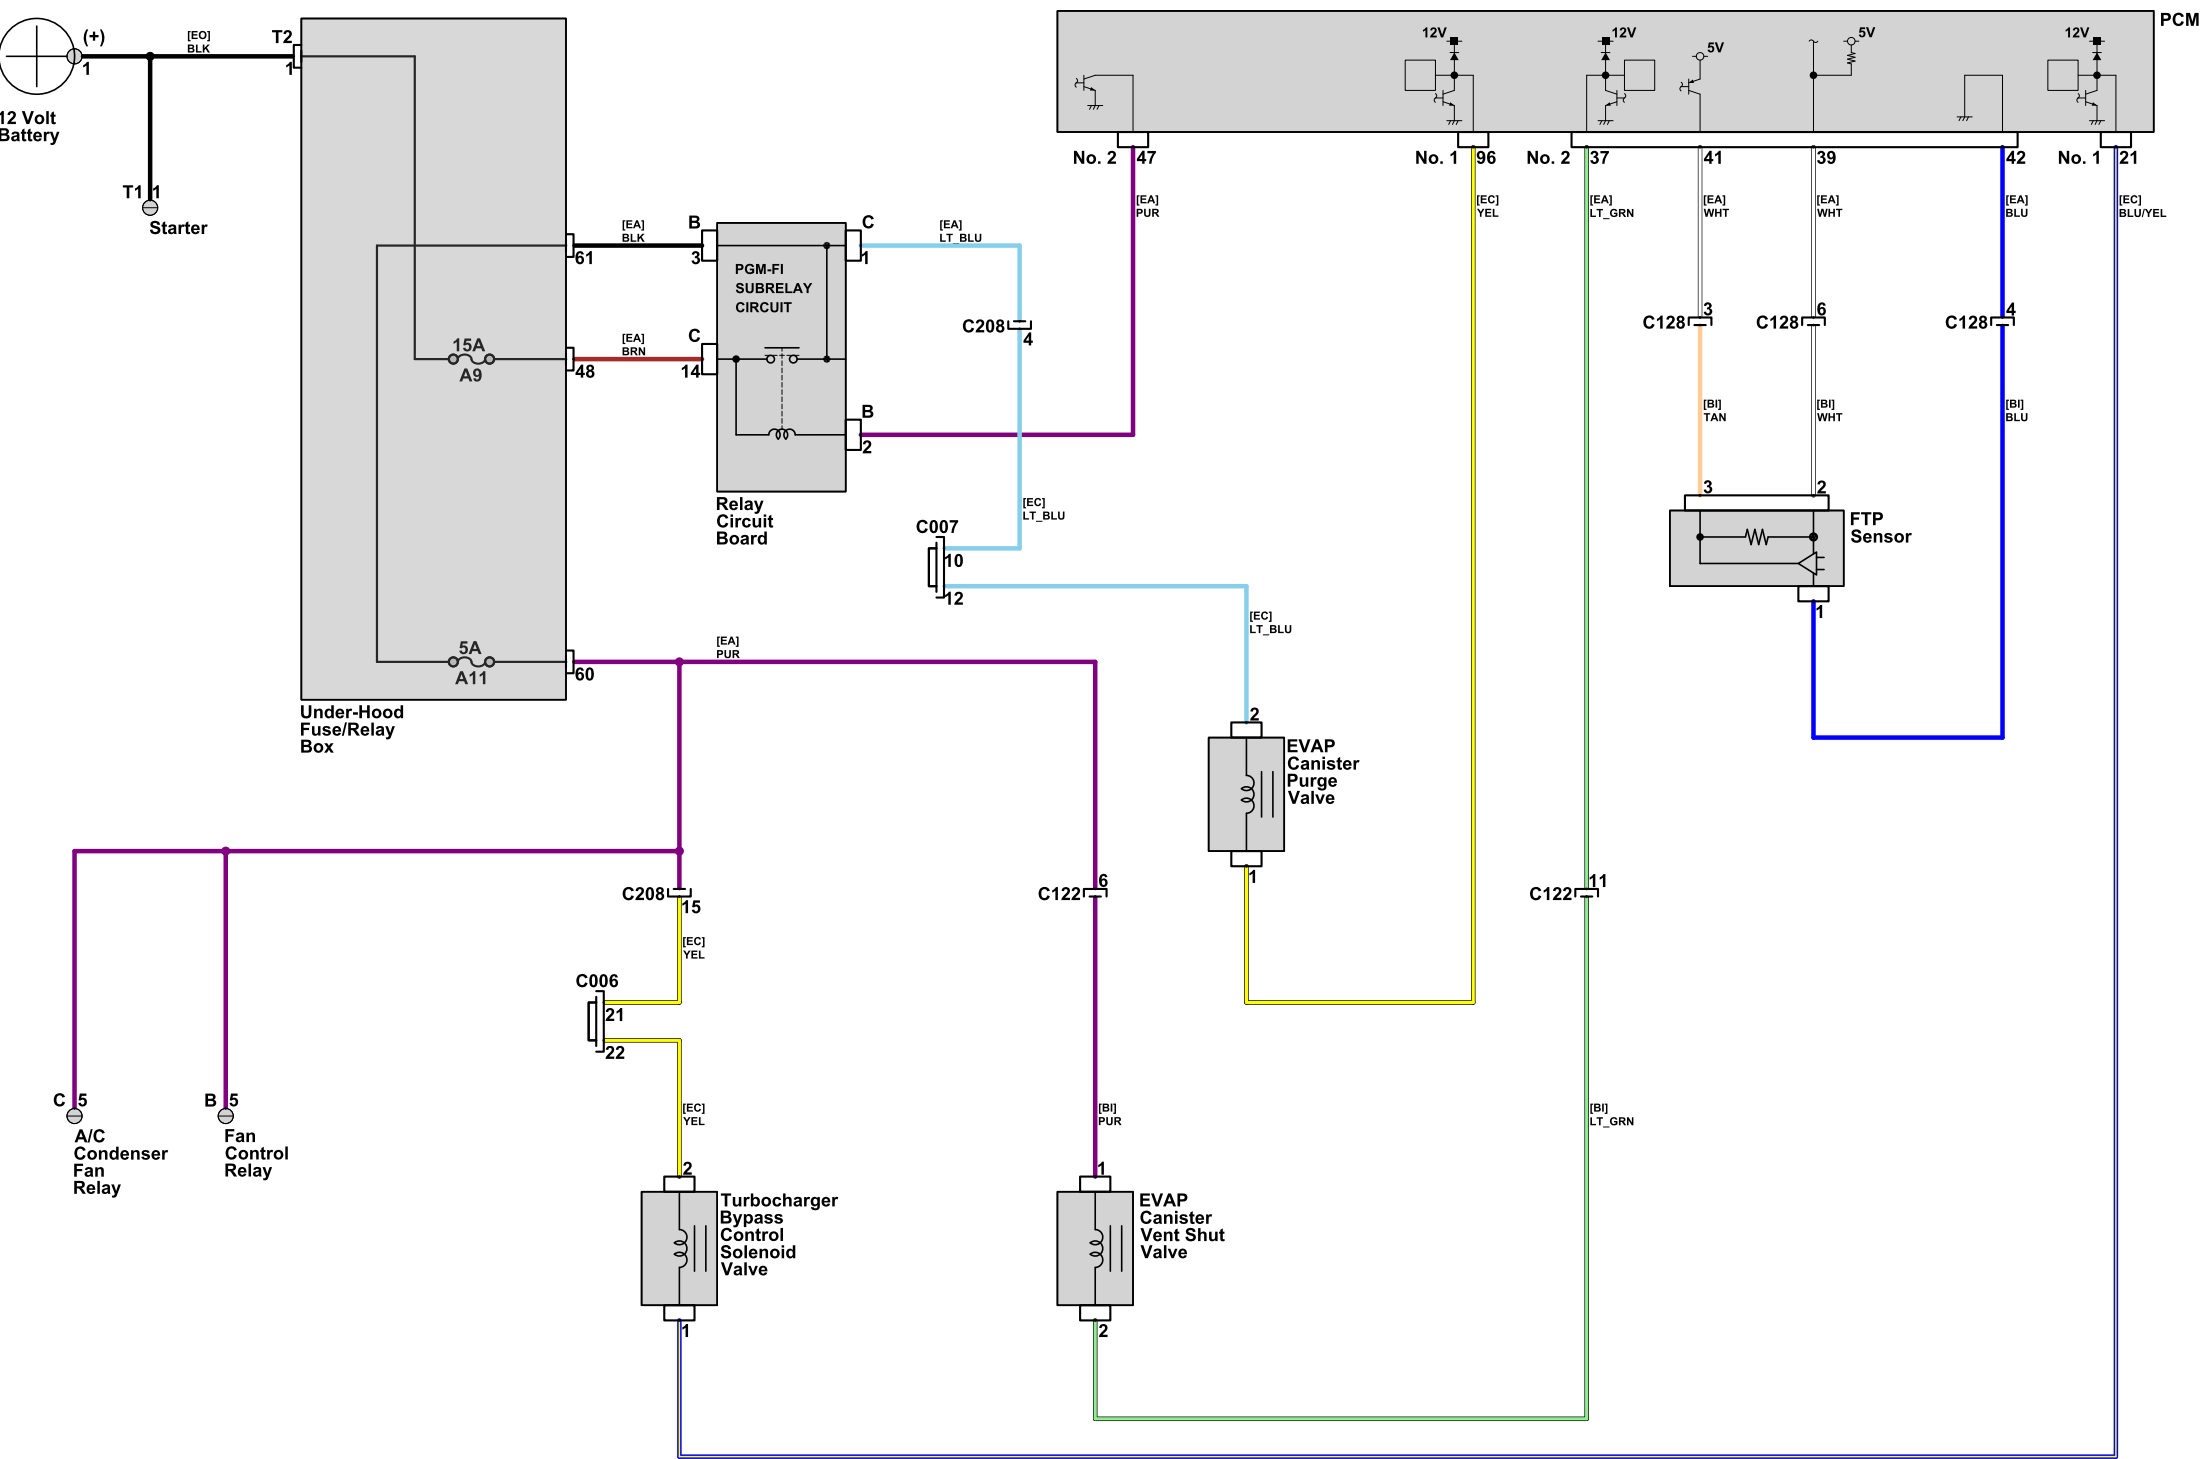 (+)
1
12 Volt
Battery
[EO]
BLK
T2
1
T1 1
Starter
15A
A9
5A
A11
Under-Hood
Fuse/Relay
Box
61
[EA]
BLK
B
3
48
[EA]
BRN
C
14
PGM-FI
SUBRELAY
CIRCUIT
Relay
Circuit
Board
C
1
[EA]
LT_BLU
B
2
C208
4
[EC]
LT_BLU
C007
10
12
[EC]
LT_BLU
60
[EA]
PUR
PCM
12V
12V
5V
5V
12V
No. 2
47
No. 1
96
No. 2
37
41
39
42
No. 1
21
[EA]
PUR
[EC]
YEL
[EA]
LT_GRN
[EA]
WHT
[EA]
WHT
[EA]
BLU
[EC]
BLU/YEL
C128
3
C128
6
C128
4
[BI]
TAN
[BI]
WHT
[BI]
BLU
3
2
FTP
Sensor
1
2
EVAP
Canister
Purge
Valve
1
C208
15
C122
6
C122
11
[EC]
YEL
C006
21
22
[EC]
YEL
[BI]
PUR
[BI]
LT_GRN
C 5
A/C
Condenser
Fan
Relay
B 5
Fan
Control
Relay
2
Turbocharger
Bypass
Control
Solenoid
Valve
1
1
EVAP
Canister
Vent Shut
Valve
2